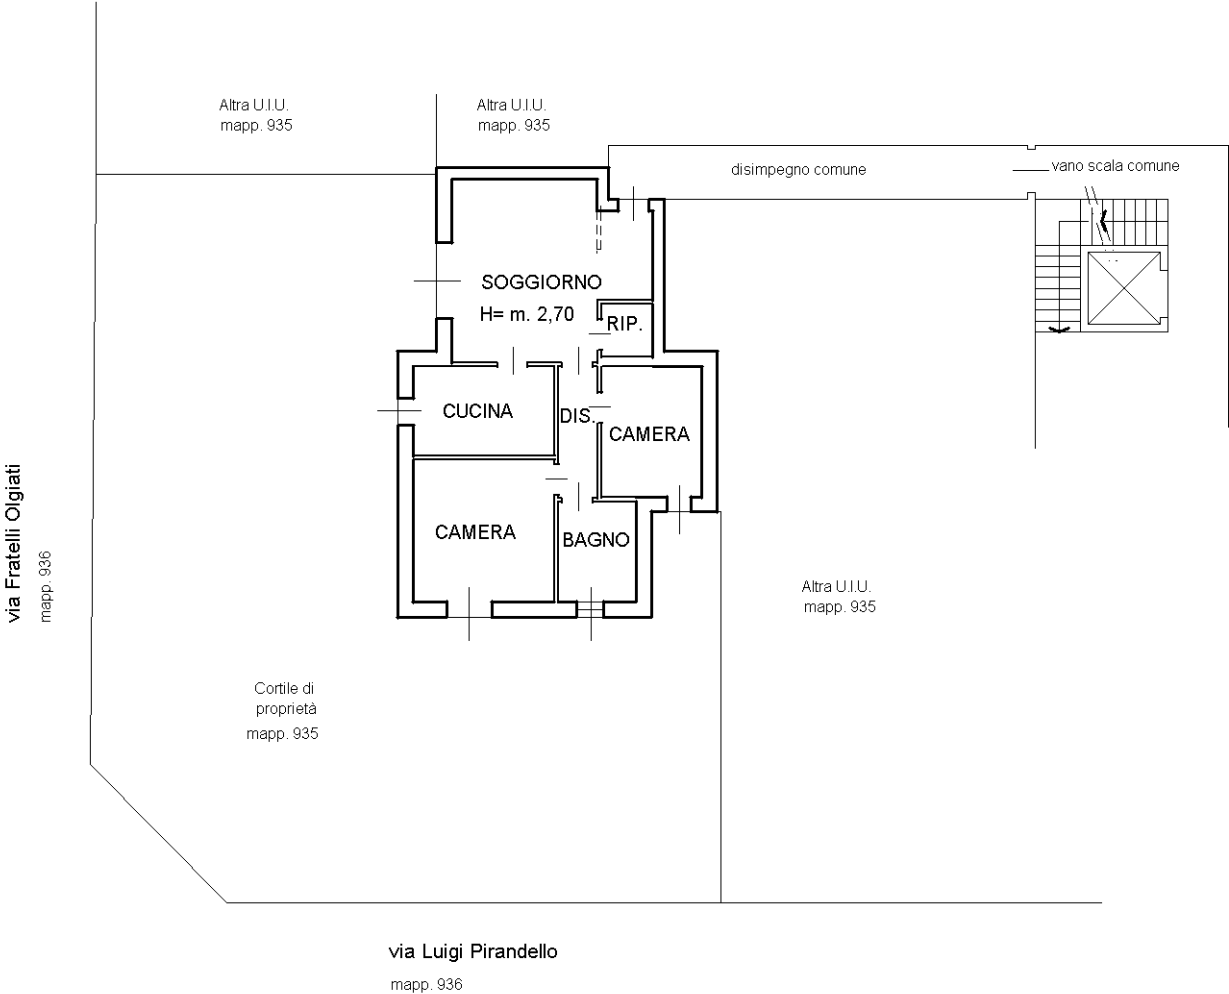 Altra U.I.U.
mapp. 935
Altra U.I.U.
mapp. 935
disimpegno comune
vano scala comune
SOGGIORNO
H= m. 2,70
RIP.
CUCINA
DIS.
CAMERA
CAMERA
BAGNO
via Fratelli Olgiati
mapp. 936
Altra U.I.U.
mapp. 935
Cortile di
proprietà
mapp. 935
via Luigi Pirandello
mapp. 936